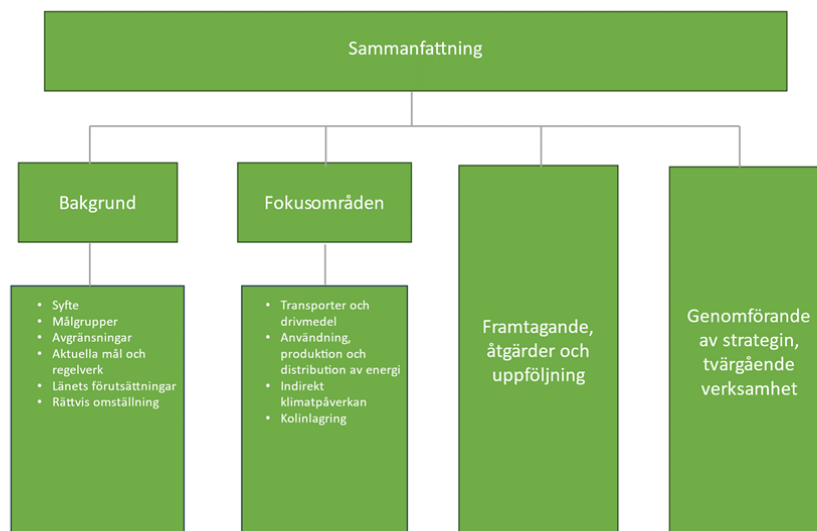 Sammanfattning
Bakgrund
• Syfte
• Målgrupper
• Avgränsningar
• Aktuella mål och
regelverk
• Länets förutsättningar
• Rättvis omställning
Fokusområden
• Transporter och
drivmedel
• Användning,
produktion och
distribution av energi
• Indirekt
klimatpåverkan
• Kolinlagring
Framtagande,
åtgärder och
uppföljning
Genomförande
av strategin,
tvärgående
verksamhet